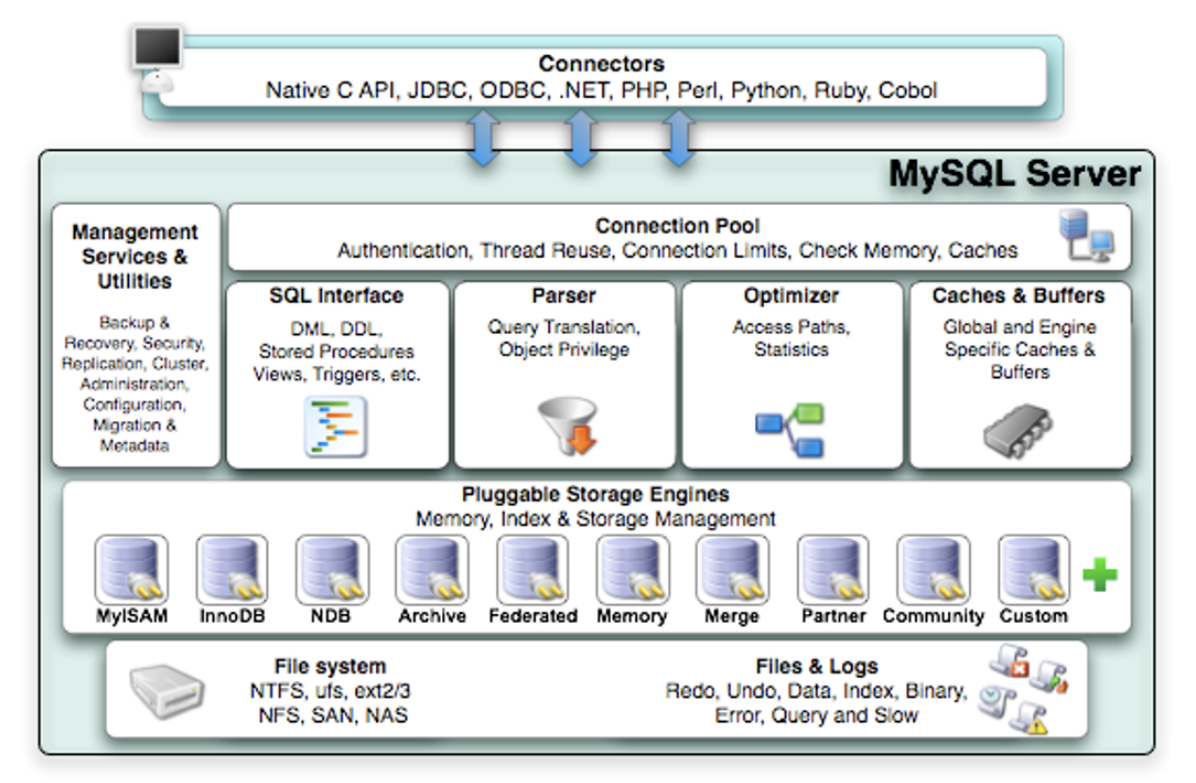 Connectors
Native C API, JDBC, ODBC, .NET, PHP, Perl, Python, Ruby, Cobol
MySQL Server
Management
Services &
Utilities
Backup &
Recovery, Security,
Replication, Cluster,
Administration,
Configuration,
Migration &
Metadata
Connection Pool
Authentication, Thread Reuse, Connection Limits, Check Memory, Caches
SQL Interface
DML, DDL,
Stored Procedures
Views, Triggers, etc.
Parser
Query Translation,
Object Privilege
Optimizer
Access Paths,
Statistics
Caches & Buffers
Global and Engine
Specific Caches &
Buffers
Pluggable Storage Engines
Memory, Index & Storage Management
MyISAM InnoDB NDB Archive Federated Memory Merge Partner Community Custom
File system
NTFS, ufs, ext2/3
NFS, SAN, NAS
Files & Logs
Redo, Undo, Data, Index, Binary,
Error, Query and Slow